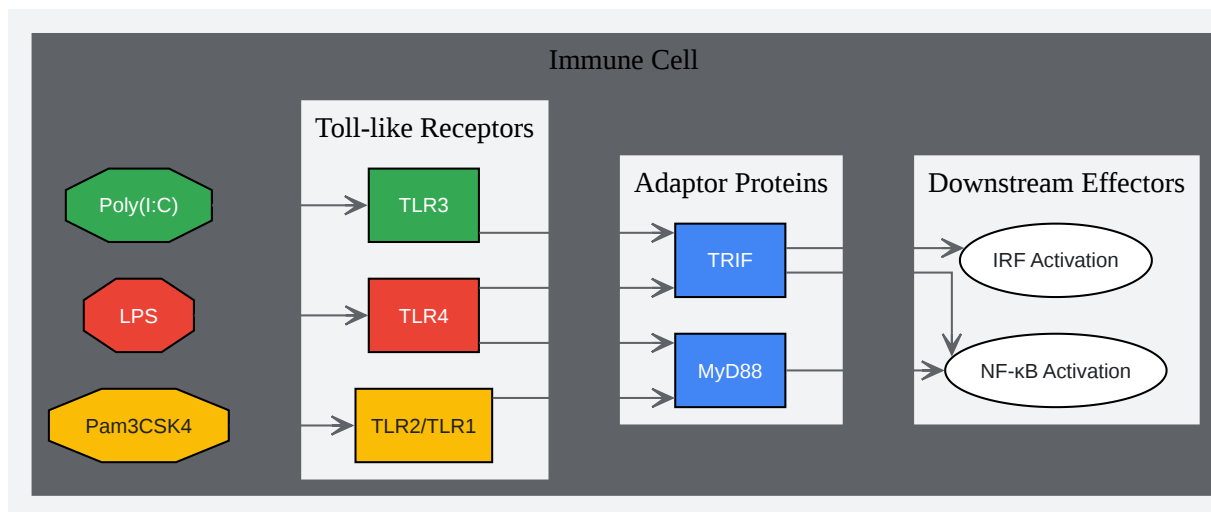 Immune Cell
Toll-like Receptors
Adaptor Proteins
Downstream Effectors
Poly(I:C)
TLR3
TRIF
IRF Activation
LPS
TLR4
MyD88
NF-κB Activation
Pam3CSK4
TLR2/TLR1